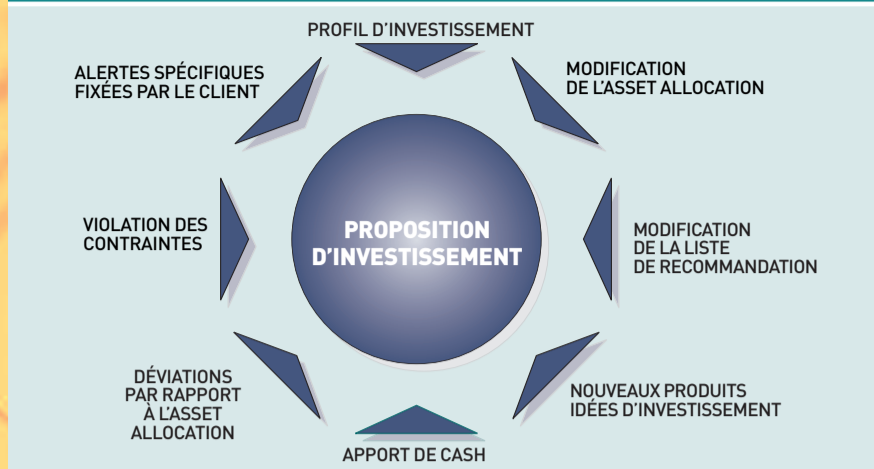 PROFIL D'INVESTISSEMENT
ALERTES SPÉCIFIQUES
FIXÉES PAR LE CLIENT
MODIFICATION
DE L'ASSET ALLOCATION
VIOLATION DES
CONTRAINTES
PROPOSITION
D'INVESTISSEMENT
MODIFICATION
DE LA LISTE
DE RECOMMANDATION
DÉVIATIONS
PAR RAPPORT
À L'ASSET
ALLOCATION
NOUVEAUX PRODUITS
IDÉES D'INVESTISSEMENT
APPORT DE CASH